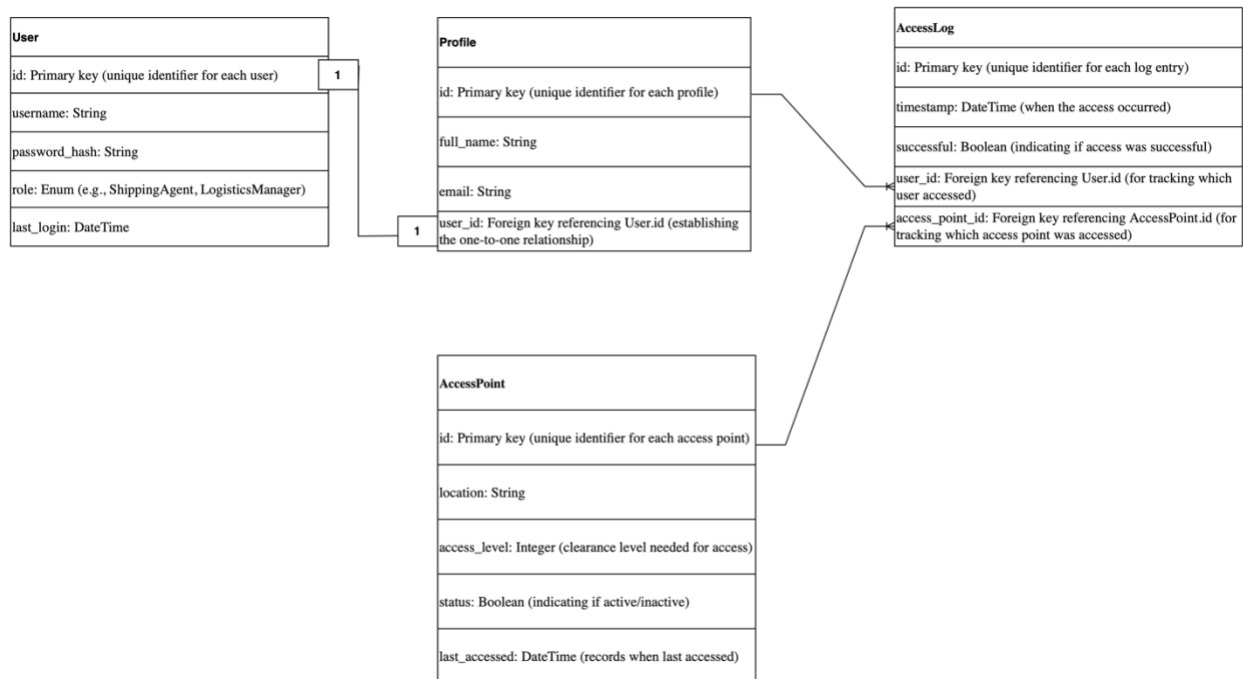 User
id: Primary key (unique identifier for each user)
username: String
password_hash: String
role: Enum (e.g., ShippingAgent, LogisticsManager)
last_login: DateTime
1
1
Profile
id: Primary key (unique identifier for each profile)
full_name: String
email: String
user_id: Foreign key referencing User.id (establishing
the one-to-one relationship)
AccessLog
id: Primary key (unique identifier for each log entry)
timestamp: DateTime (when the access occurred)
successful: Boolean (indicating if access was successful)
user_id: Foreign key referencing User.id (for tracking which
user accessed)
access_point_id: Foreign key referencing AccessPoint.id (for
tracking which access point was accessed)
AccessPoint
id: Primary key (unique identifier for each access point)
location: String
access_level: Integer (clearance level needed for access)
status: Boolean (indicating if active/inactive)
last_accessed: DateTime (records when last accessed)